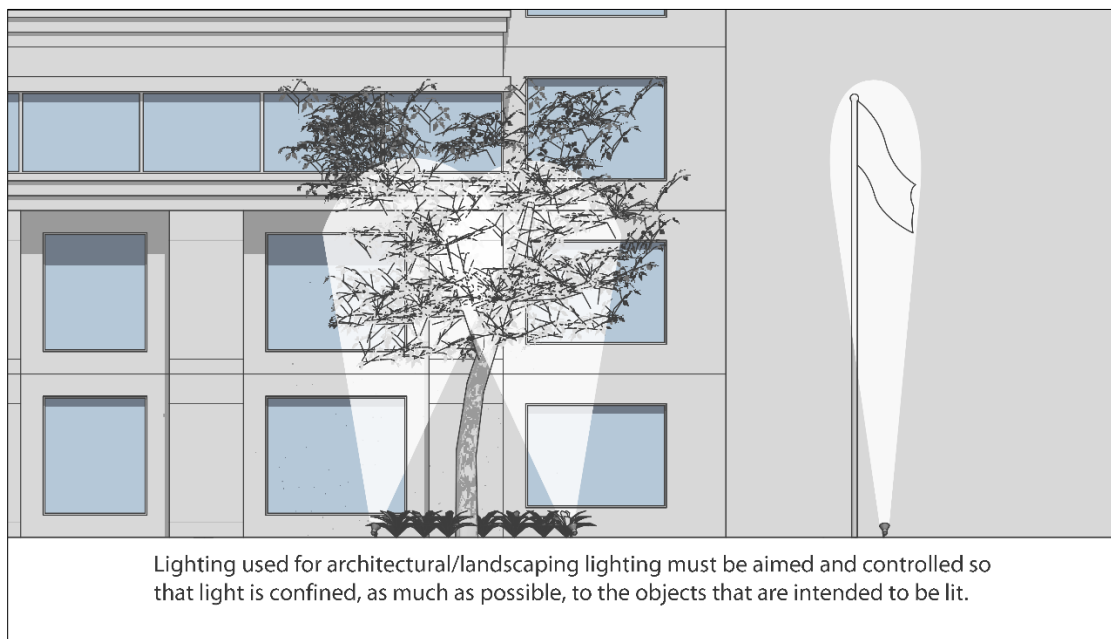 Lighting used for architectural/landscaping lighting must be aimed and controlled so
that light is confined, as much as possible, to the objects that are intended to be lit.